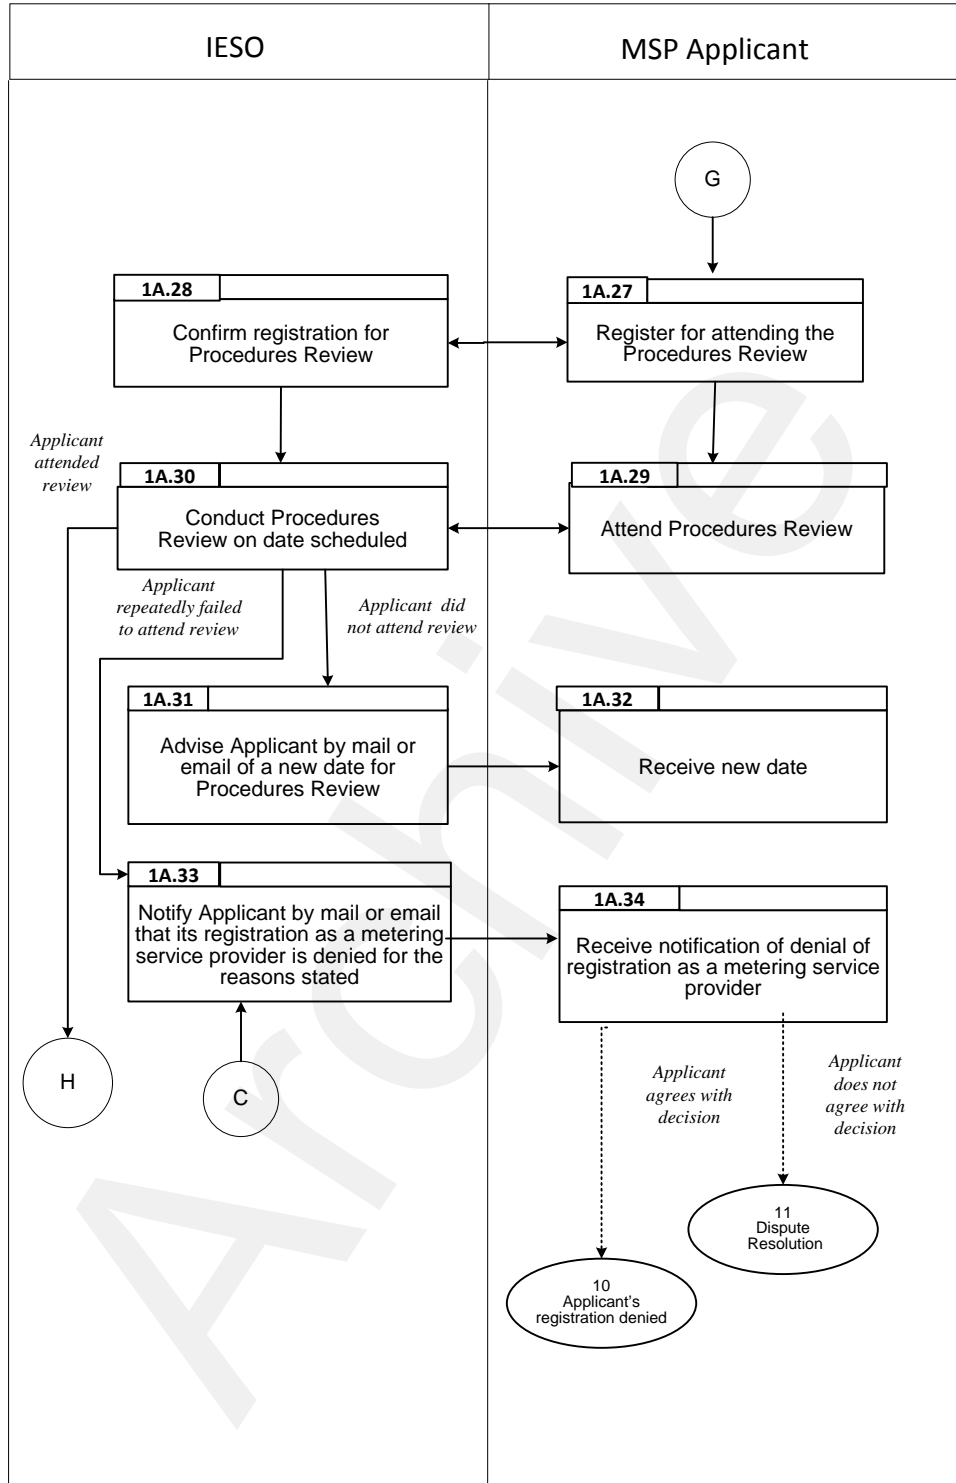 IESO
MSP Applicant
G
1A.28
Confirm registration for
Procedures Review
1A.27
Register for attending the
Procedures Review
Applicant
attended
review
1A.30
Conduct Procedures
Review on date scheduled
1A.29
Attend Procedures Review
Applicant
repeatedly failed
to attend review
Applicant did
not attend review
1A.31
Advise Applicant by mail or
email of a new date for
Procedures Review
1A.32
Receive new date
1A.33
Notify Applicant by mail or email
that its registration as a metering
service provider is denied for the
reasons stated
1A.34
Receive notification of denial of
registration as a metering service
provider
H
C
Applicant
agrees with
decision
Applicant
does not
agree with
decision
11
Dispute
Resolution
10
Applicant's
registration denied
Archive